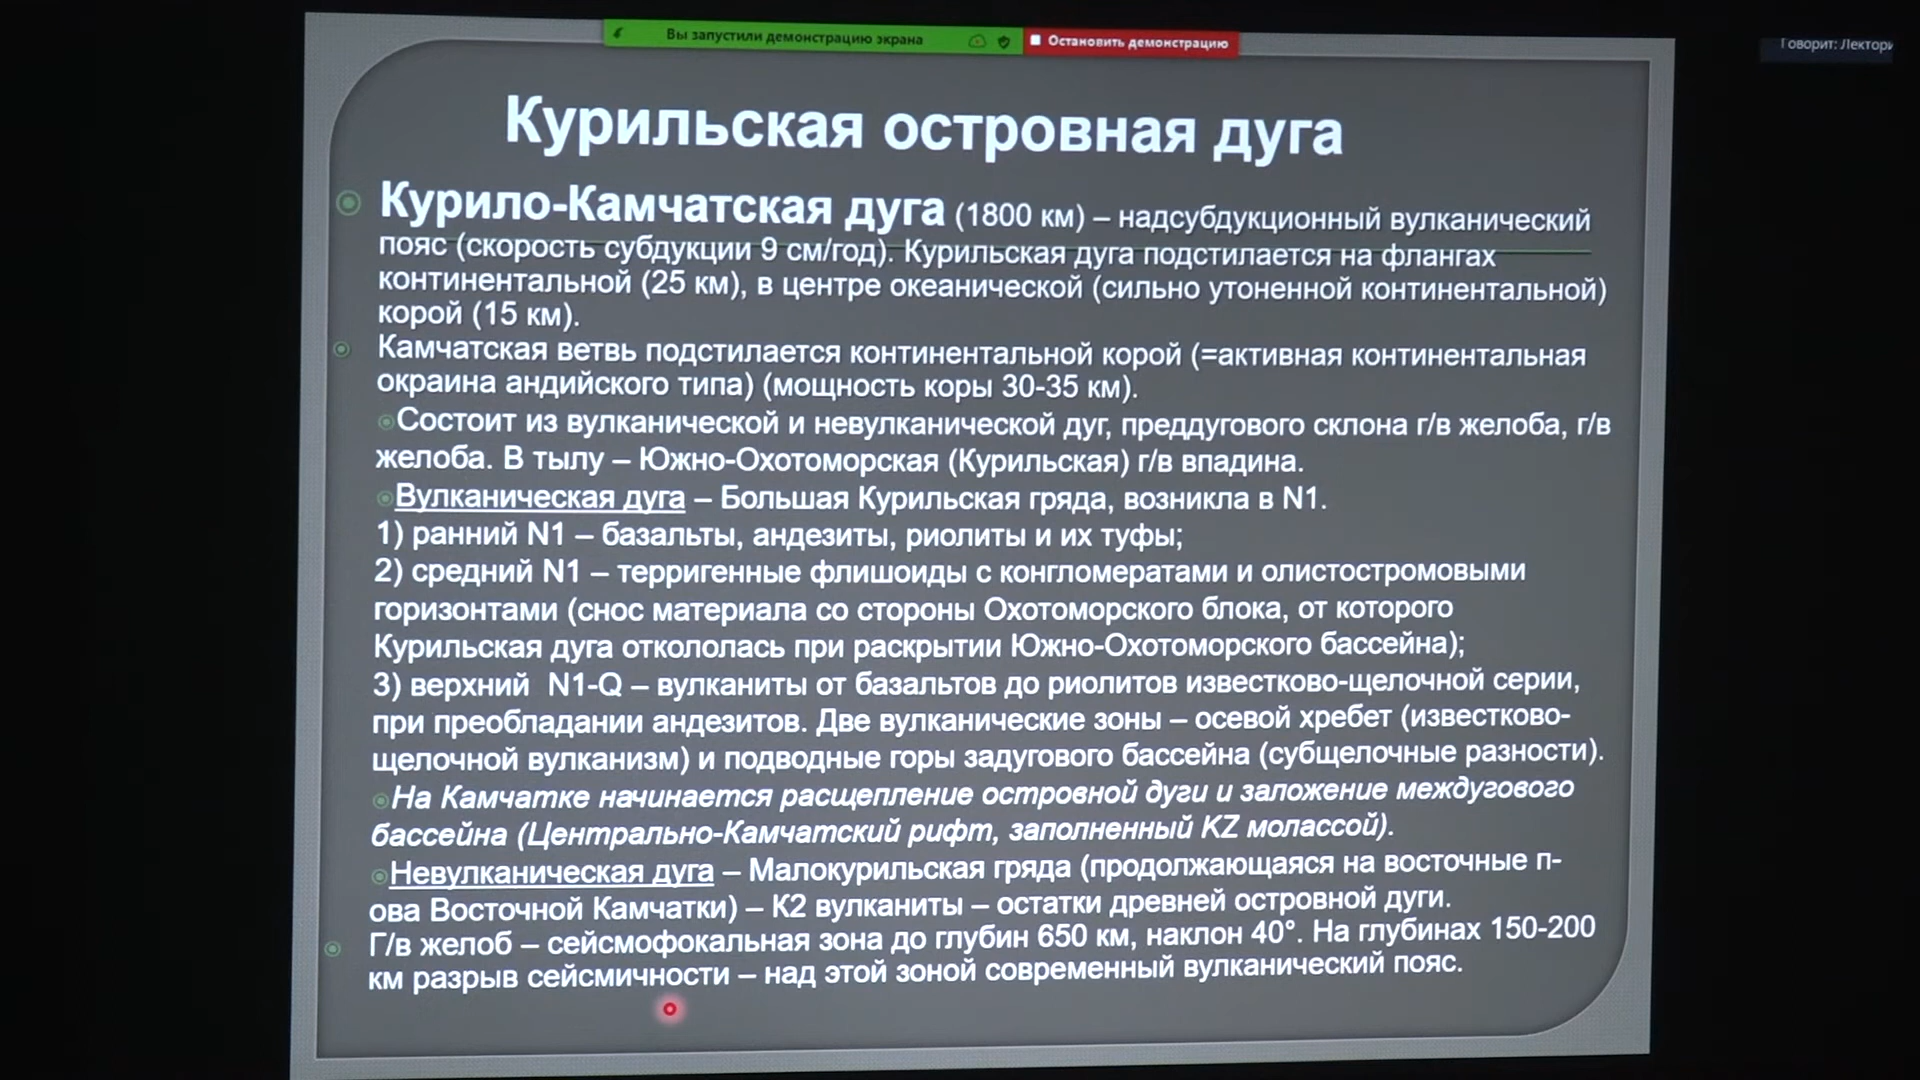 Вы запустили демонстрацию экрана
Остановить демонстрацию
Говорит: Лектори
Курильская островная дуга
Курило-Камчатская дуга (1800 км) – надсубдукционный вулканический
пояс (скорость субдукции 9 см/год). Курильская дуга подстилается на флангах
континентальной (25 км), в центре океанической (сильно утоненной континентальной)
корой (15 км).
Камчатская ветвь подстилается континентальной корой (=активная континентальная
окраина андийского типа) (мощность коры 30-35 км).
Состоит из вулканической и невулканической дуг, преддугового склона г/в желоба, г/в
желоба. В тылу – Южно-Охотоморская (Курильская) г/в впадина.
Вулканическая дуга – Большая Курильская гряда, возникла в N1.
1) ранний N1 – базальты, андезиты, риолиты и их туфы;
2) средний N1 – терригенные флишоиды с конгломератами и олистостромовыми
горизонтами (снос материала со стороны Охотоморского блока, от которого
Курильская дуга откололась при раскрытии Южно-Охотоморского бассейна);
3) верхний N1-Q – вулканиты от базальтов до риолитов известково-щелочной серии,
при преобладании андезитов. Две вулканические зоны – осевой хребет (известково-
щелочной вулканизм) и подводные горы задугового бассейна (субщелочные разности).
На Камчатке начинается расщепление островной дуги и заложение междугового
бассейна (Центрально-Камчатский рифт, заполненный KZ молассой).
Невулканическая дуга – Малокурильская гряда (продолжающаяся на восточные п-
ова Восточной Камчатки) – К2 вулканиты – остатки древней островной дуги.
Г/в желоб – сейсмофокальная зона до глубин 650 км, наклон 40°. На глубинах 150-200
км разрыв сейсмичности – над этой зоной современный вулканический пояс.